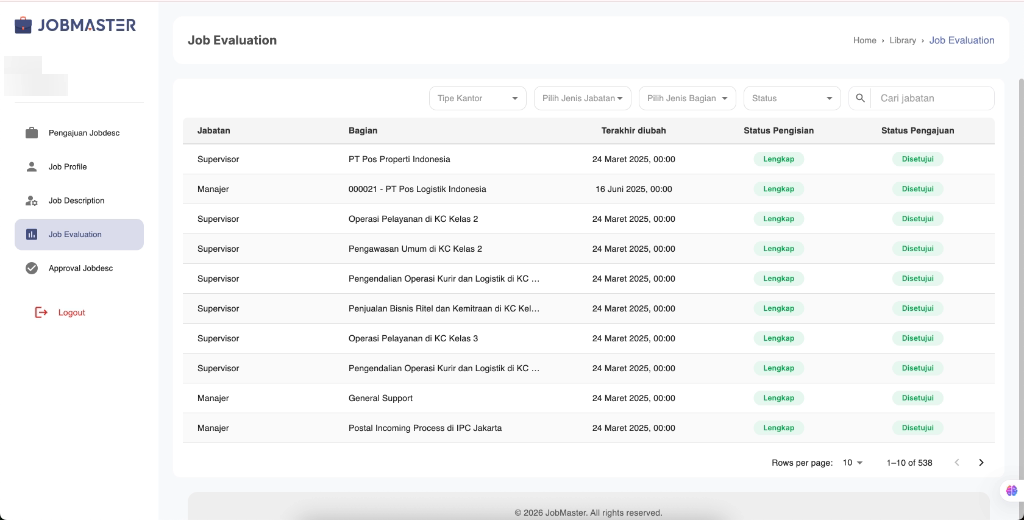 JOBMASTER
Job Evaluation
Home › Library › Job Evaluation
Tipe Kantor Pilih Jenis Jabatan Pilih Jenis Bagian Status Cari jabatan
Pengajuan Jobdesc
Job Profile
Job Description
Job Evaluation
Approval Jobdesc
Logout
Jabatan Bagian Terakhir diubah Status Pengisian Status Pengajuan
Supervisor PT Pos Properti Indonesia 24 Maret 2025, 00:00 Lengkap Disetujui
Manajer 000021 - PT Pos Logistik Indonesia 16 Juni 2025, 00:00 Lengkap Disetujui
Supervisor Operasi Pelayanan di KC Kelas 2 24 Maret 2025, 00:00 Lengkap Disetujui
Supervisor Pengawasan Umum di KC Kelas 2 24 Maret 2025, 00:00 Lengkap Disetujui
Supervisor Pengendalian Operasi Kurir dan Logistik di KC ... 24 Maret 2025, 00:00 Lengkap Disetujui
Supervisor Penjualan Bisnis Ritel dan Kemitraan di KC Kel... 24 Maret 2025, 00:00 Lengkap Disetujui
Supervisor Operasi Pelayanan di KC Kelas 3 24 Maret 2025, 00:00 Lengkap Disetujui
Supervisor Pengendalian Operasi Kurir dan Logistik di KC ... 24 Maret 2025, 00:00 Lengkap Disetujui
Manajer General Support 24 Maret 2025, 00:00 Lengkap Disetujui
Manajer Postal Incoming Process di IPC Jakarta 24 Maret 2025, 00:00 Lengkap Disetujui
Rows per page: 10 1–10 of 538
© 2026 JobMaster. All rights reserved.